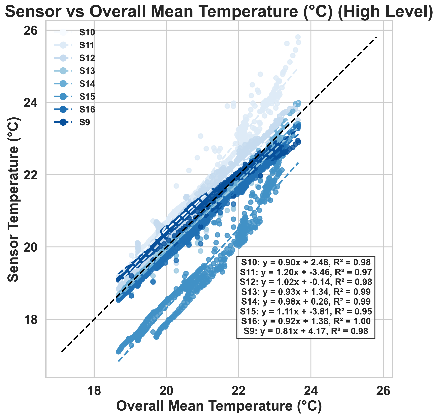 Sensor vs Overall Mean Temperature (°C) (High Level)
26
24
22
20
18
Sensor Temperature (°C)
S10
S11
S12
S13
S14
S15
S16
S9
S10: y = 0.90x + 2.48, R² = 0.98
S11: y = 1.20x + -3.46, R² = 0.97
S12: y = 1.02x + -0.14, R² = 0.98
S13: y = 0.93x + 1.34, R² = 0.99
S14: y = 0.98x + 0.26, R² = 0.99
S15: y = 1.11x + -3.81, R² = 0.95
S16: y = 0.92x + 1.38, R² = 1.00
S9: y = 0.81x + 4.17, R² = 0.98
18 20 22 24 26
Overall Mean Temperature (°C)